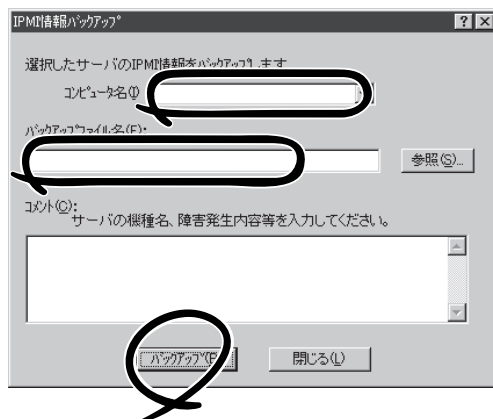 IPMI情報バックアップ
選択したサーバのIPMI情報をバックアップします
コンピュータ名(I)
バックアップファイル名(F):
参照(S)...
コメント(C):
サーバの機種名、障害発生内容等を入力してください。
バックアップ(P)
閉じる(L)